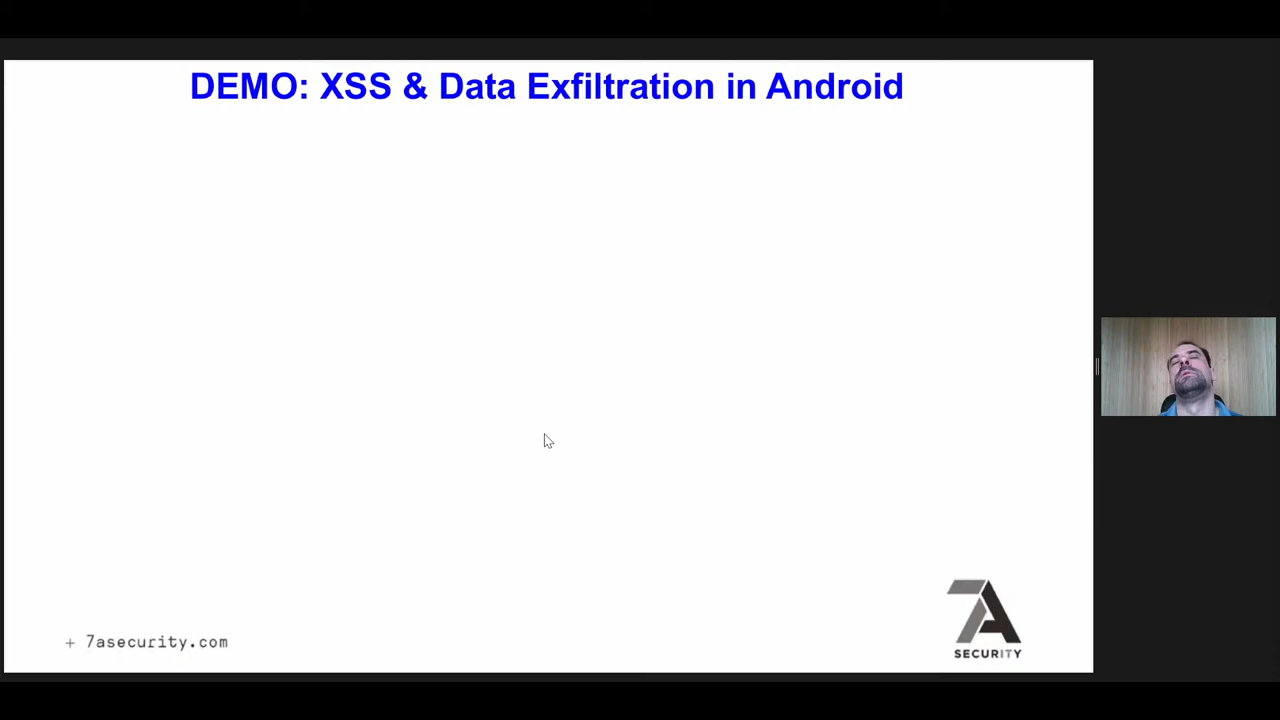 DEMO: XSS & Data Exfiltration in Android
+ 7asecurity.com
7A
SECURITY